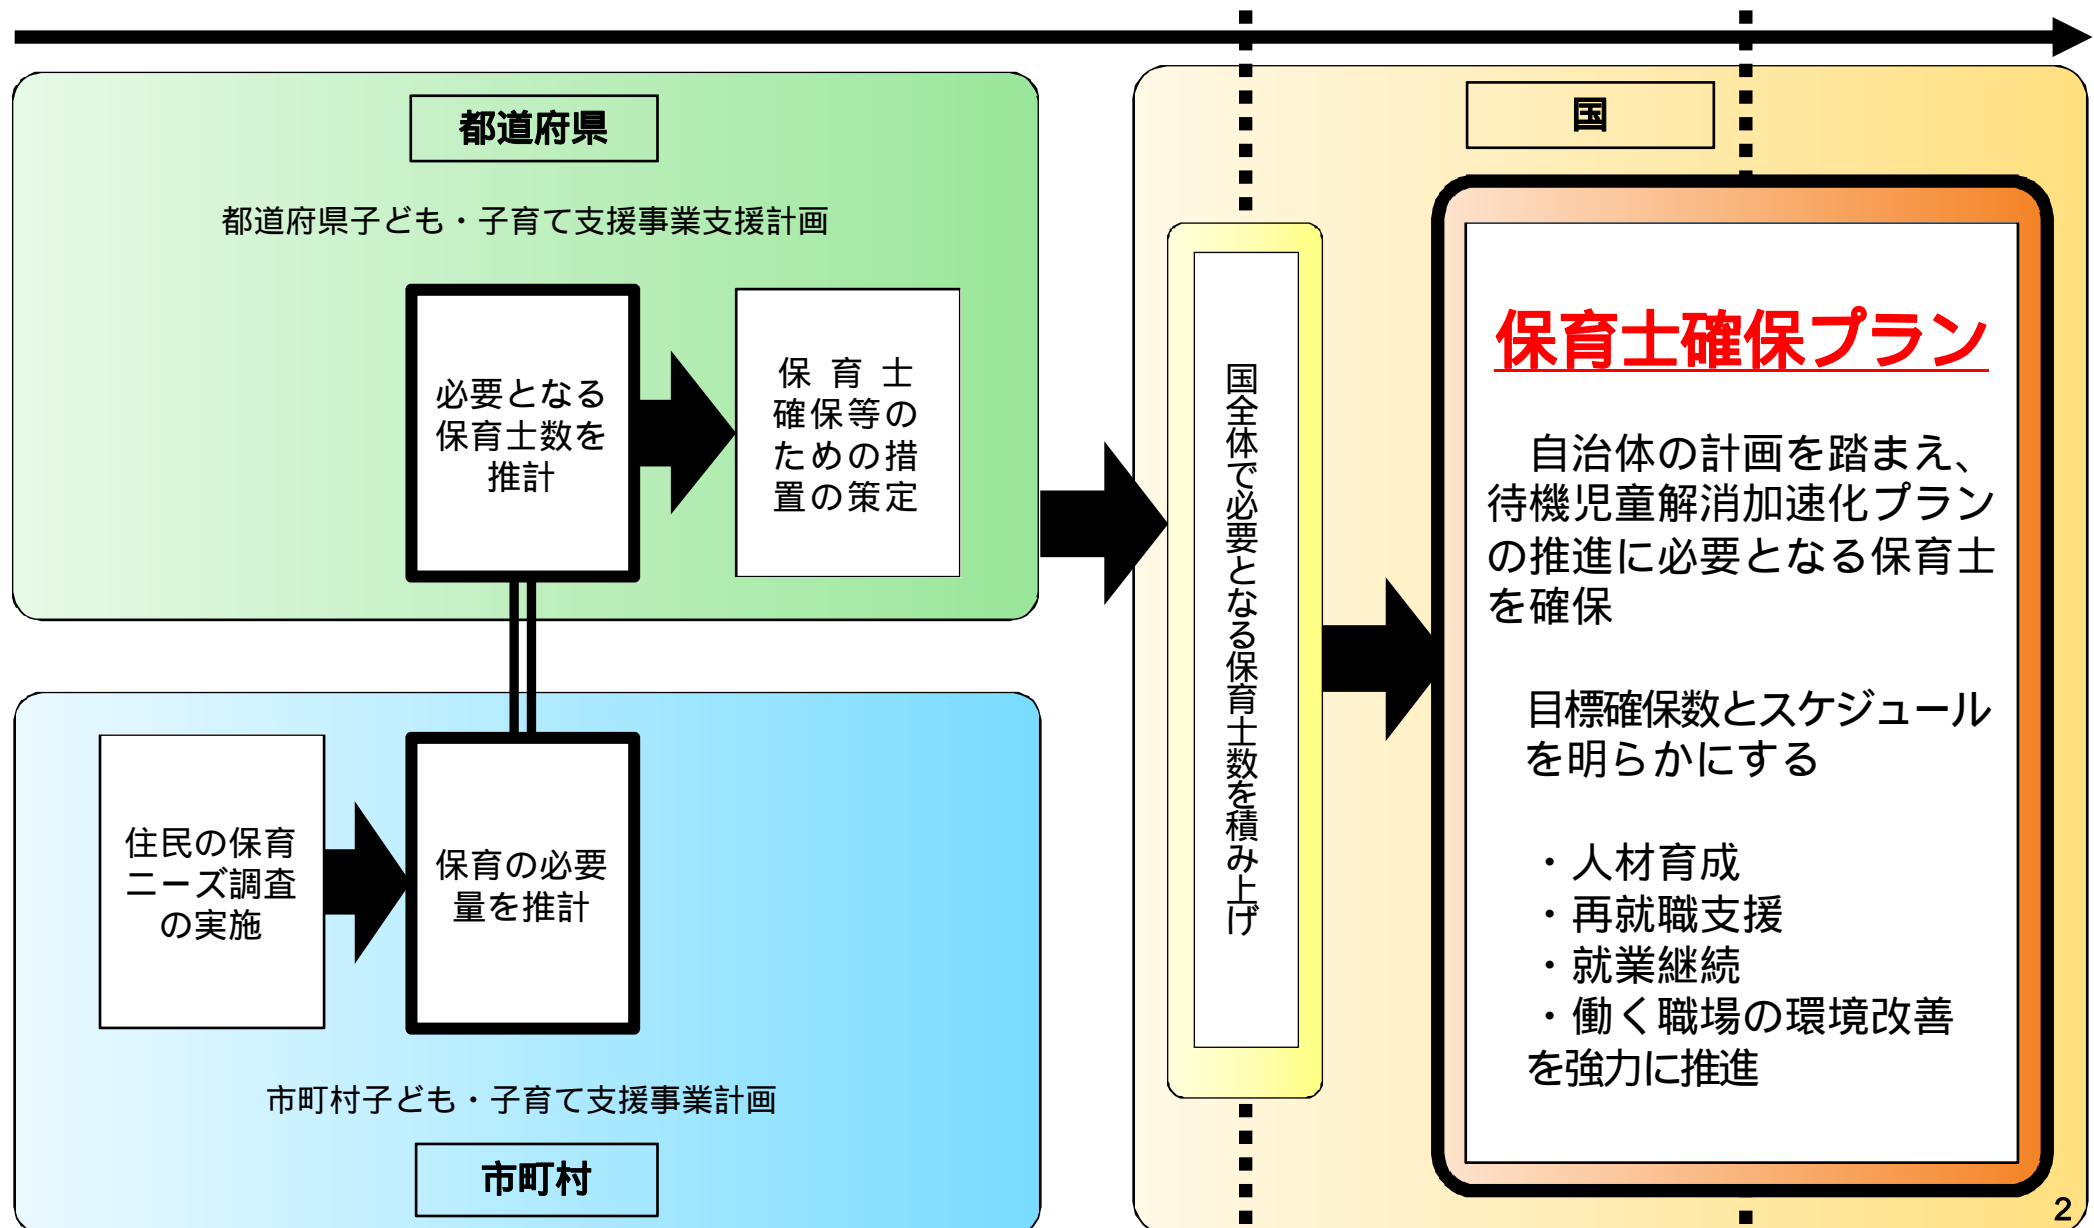 都道府県
都道府県子ども・子育て支援事業支援計画
必要となる
保育士数を
推計
保育士
確保等の
ための措
置の策定
住民の保育
ニーズ調査
の実施
保育の必要
量を推計
市町村子ども・子育て支援事業計画
市町村
国
国全体で必要となる保育士数を積み上げ
保育士確保プラン
自治体の計画を踏まえ、
待機児童解消加速化プラン
の推進に必要となる保育士
を確保
目標確保数とスケジュール
を明らかにする
・人材育成
・再就職支援
・就業継続
・働く職場の環境改善
を強力に推進
2